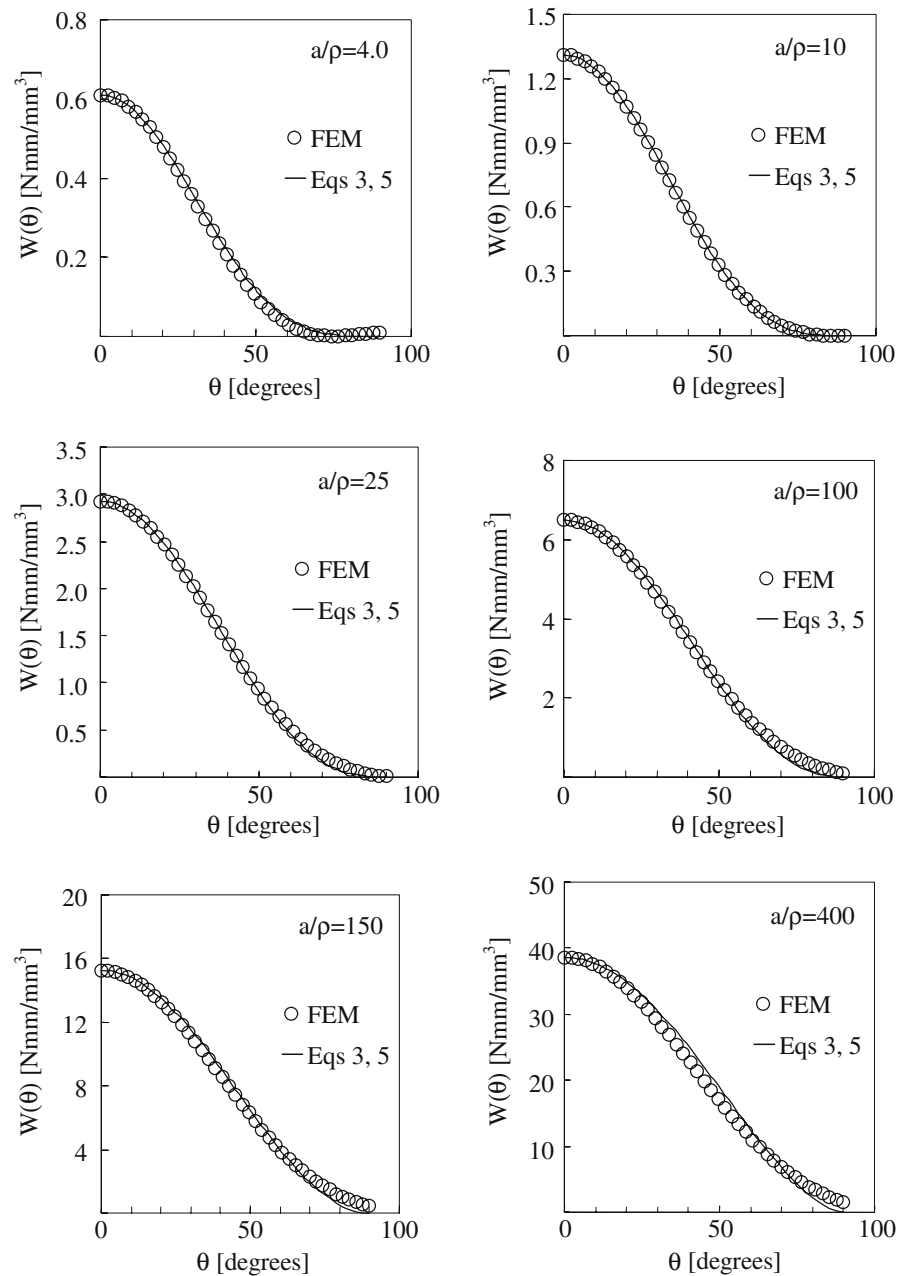 0.8
a/ρ=4.0
0.6
FEM
0.4
Eqs 3, 5
0.2
W(θ) [Nmm/mm³]
0 50 100
θ [degrees]
1.5
a/ρ=10
1.2
0.9
FEM
Eqs 3, 5
0.6
0.3
W(θ) [Nmm/mm³]
0 50 100
θ [degrees]
3.5
a/ρ=25
3.0
2.5
FEM
2.0
Eqs 3, 5
1.5
1.0
0.5
W(θ) [Nmm/mm³]
0 50 100
θ [degrees]
8
a/ρ=100
6
FEM
4
Eqs 3, 5
2
W(θ) [Nmm/mm³]
0 50 100
θ [degrees]
20
a/ρ=150
16
FEM
12
Eqs 3, 5
8
4
W(θ) [Nmm/mm³]
0 50 100
θ [degrees]
50
a/ρ=400
40
FEM
30
Eqs 3, 5
20
10
W(θ) [Nmm/mm³]
0 50 100
θ [degrees]